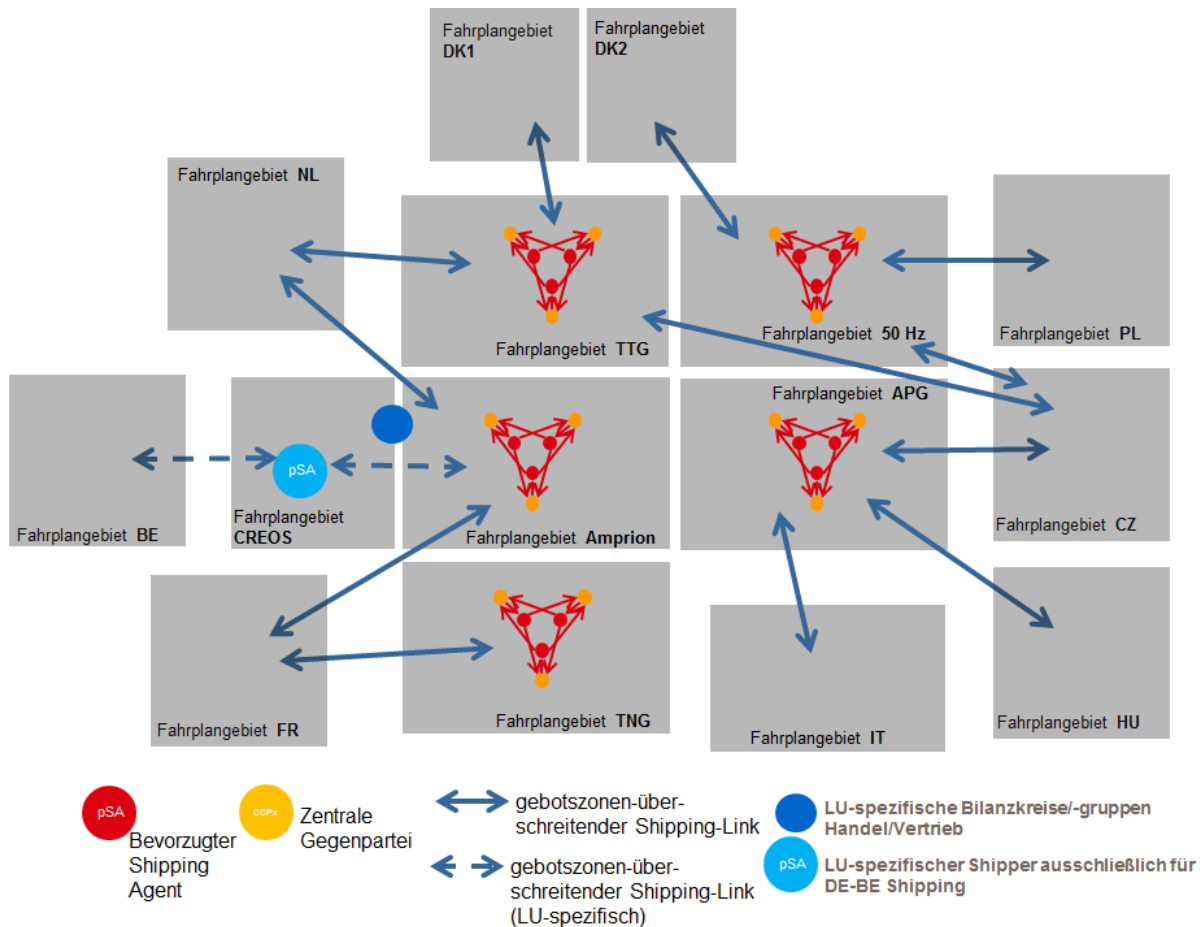 Fahrplangebiet
DK1
Fahrplangebiet
DK2
Fahrplangebiet NL
Fahrplangebiet TTG
Fahrplangebiet 50 Hz
Fahrplangebiet PL
Fahrplangebiet APG
pSA
Fahrplangebiet BE
Fahrplangebiet
CREOS
Fahrplangebiet Amprion
Fahrplangebiet CZ
Fahrplangebiet FR
Fahrplangebiet TNG
Fahrplangebiet IT
Fahrplangebiet HU
pSA
Bevorzugter
Shipping
Agent
CCPx
Zentrale
Gegenpartei
gebotszonen-über-
schreitender Shipping-Link
gebotszonen-über-
schreitender Shipping-Link
(LU-spezifisch)
LU-spezifische Bilanzkreise/-gruppen
Handel/Vertrieb
pSA
LU-spezifischer Shipper ausschließlich für
DE-BE Shipping